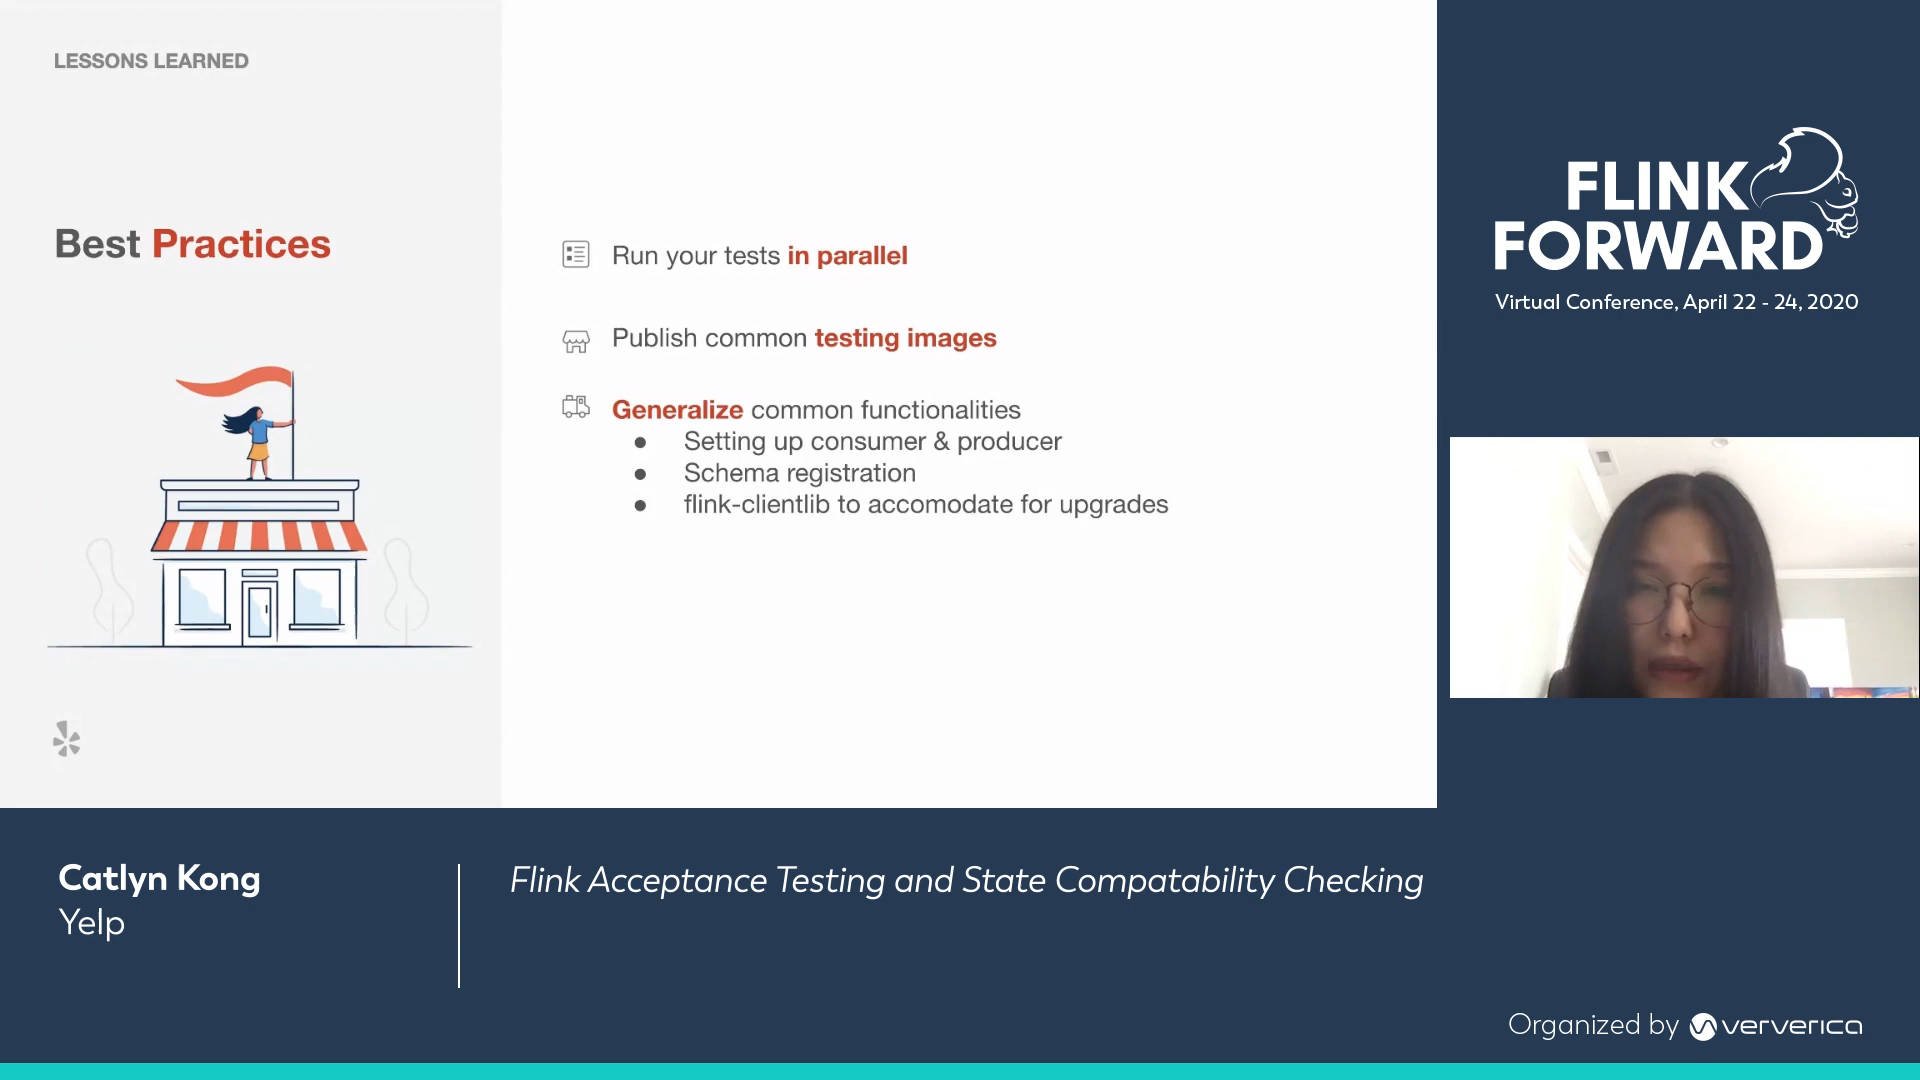 LESSONS LEARNED
Best Practices
Run your tests in parallel
Publish common testing images
Generalize common functionalities
● Setting up consumer & producer
● Schema registration
● flink-clientlib to accomodate for upgrades
FLINK
FORWARD
Virtual Conference, April 22 - 24, 2020
Catlyn Kong
Yelp
Flink Acceptance Testing and State Compatability Checking
Organized by ververica